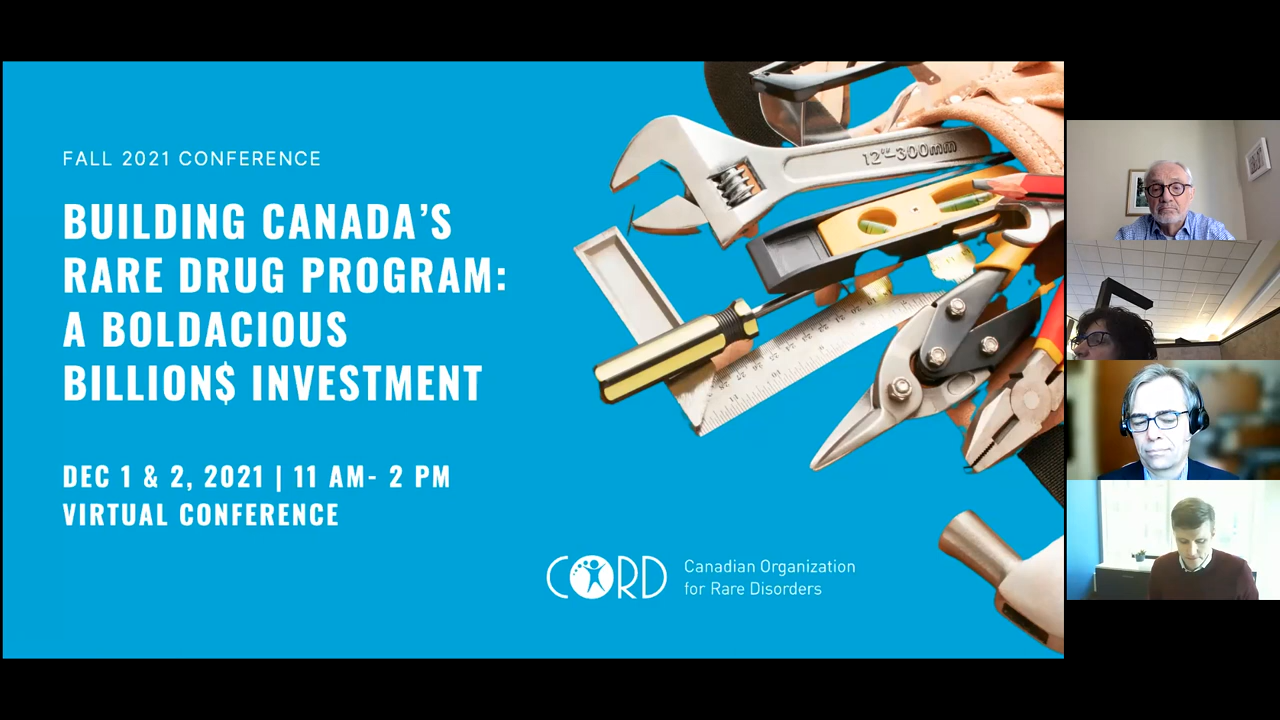 FALL 2021 CONFERENCE
BUILDING CANADA'S
RARE DRUG PROGRAM:
A BOLDACIOUS
BILLION$ INVESTMENT
DEC 1 & 2, 2021 | 11 AM- 2 PM
VIRTUAL CONFERENCE
CORD
Canadian Organization
for Rare Disorders
12"-300mm